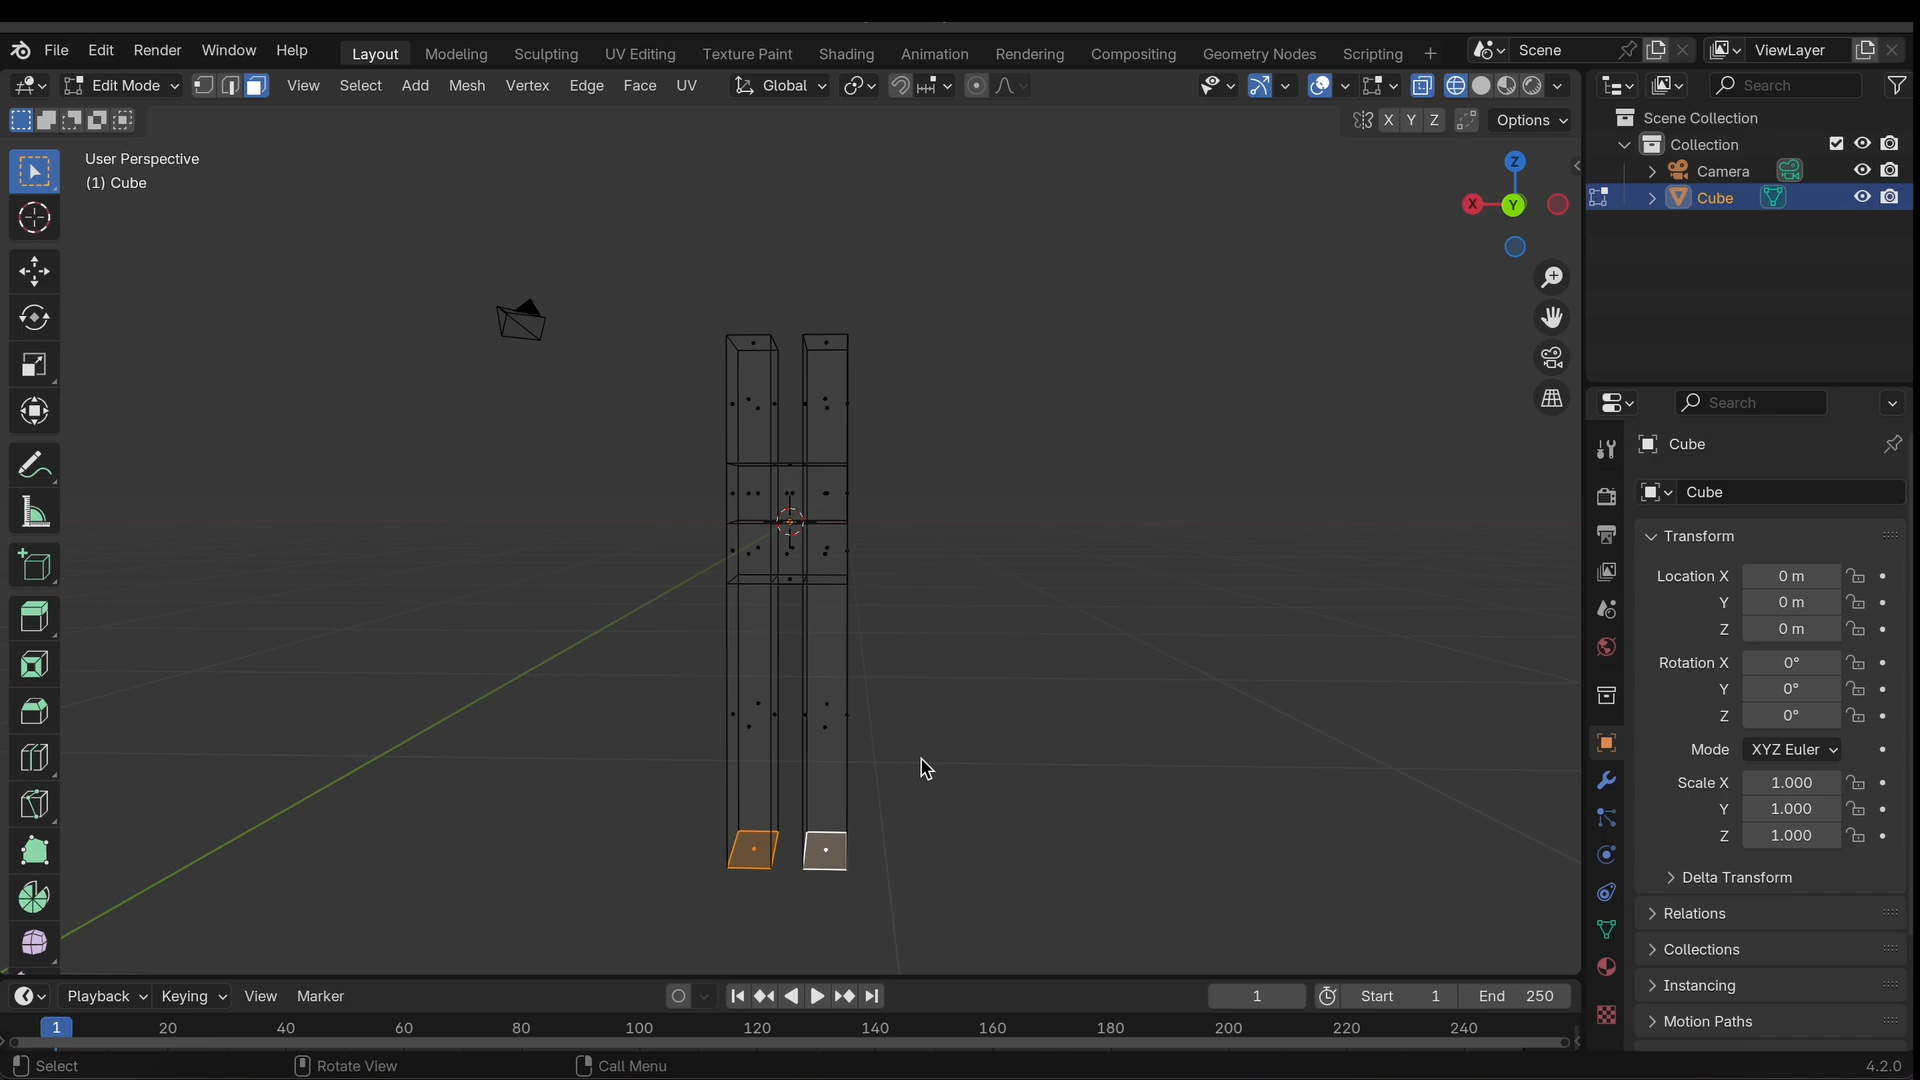 File Edit Render Window Help Layout Modeling Sculpting UV Editing Texture Paint Shading Animation Rendering Compositing Geometry Nodes Scripting + Scene ViewLayer
Edit Mode View Select Add Mesh Vertex Edge Face UV Global Search
X Y Z Options
User Perspective
(1) Cube
Z
X
Y
Scene Collection
Collection
Camera
Cube
Search
Cube
Cube
Transform
Location X 0 m
Y 0 m
Z 0 m
Rotation X 0°
Y 0°
Z 0°
Mode XYZ Euler
Scale X 1.000
Y 1.000
Z 1.000
Delta Transform
Relations
Collections
Instancing
Motion Paths
Playback Keying View Marker 1 Start 1 End 250
1 20 40 60 80 100 120 140 160 180 200 220 240
Select Rotate View Call Menu 4.2.0